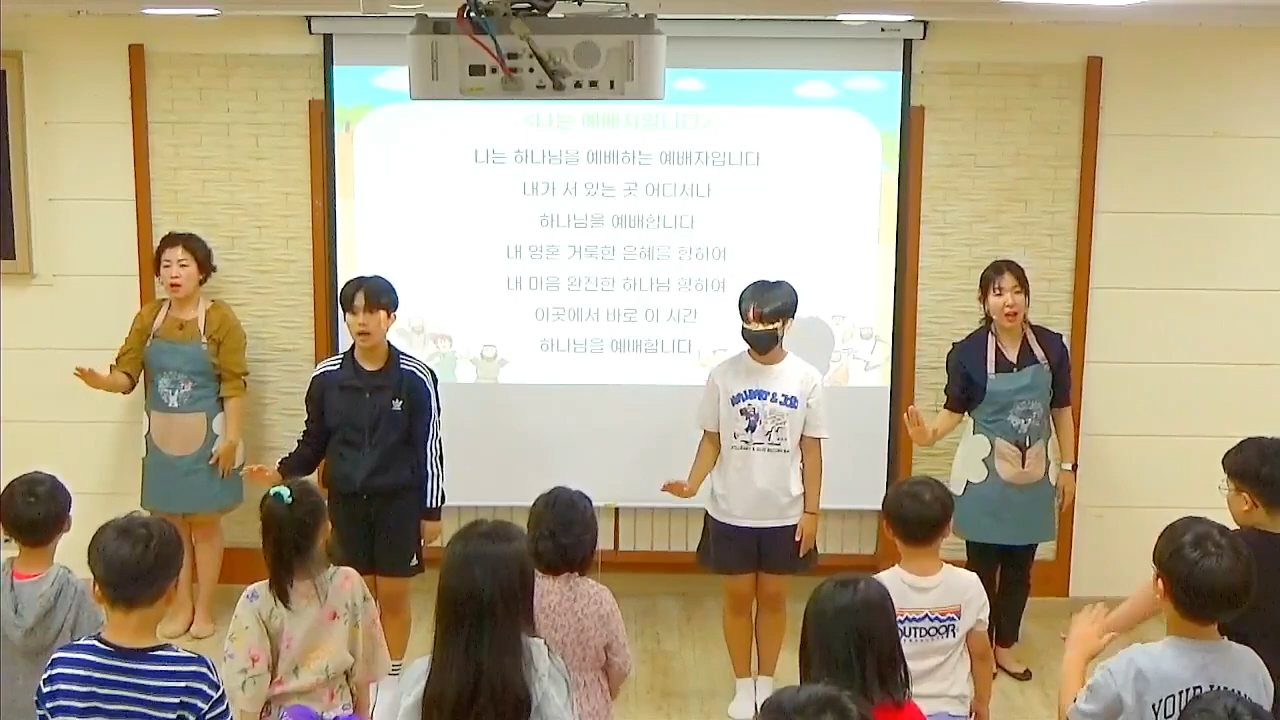 <나는 예배자입니다>
나는 하나님을 예배하는 예배자입니다
내가 서 있는 곳 어디서나
하나님을 예배합니다
내 영혼 거룩한 은혜를 향하여
내 마음 완전한 하나님 향하여
이곳에서 바로 이 시간
하나님을 예배합니다
OUTDOOR
YOUR